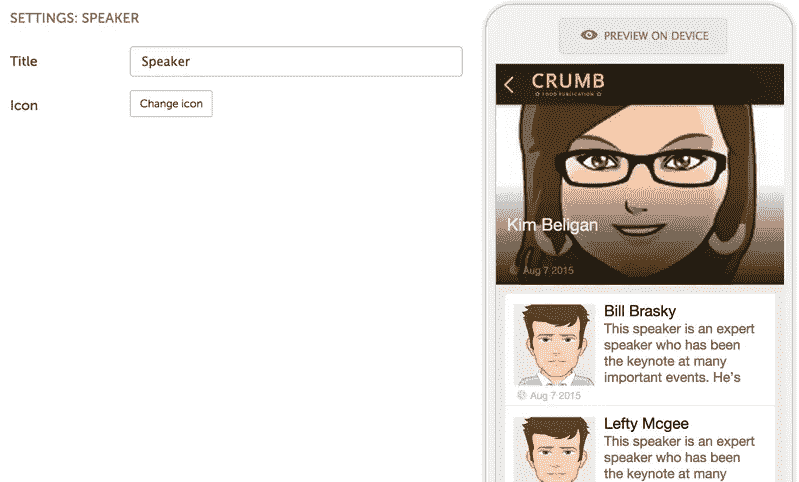 SETTINGS: SPEAKER
Title
Speaker
Icon
Change icon
PREVIEW ON DEVICE
CRUMB
FOOD PUBLICATION
Kim Beligan
Aug 7 2015
Bill Brasky
This speaker is an expert
speaker who has been
the keynote at many
important events. He's
Aug 7 2015
Lefty Mcgee
This speaker is an expert
speaker who has been
the keynote at many